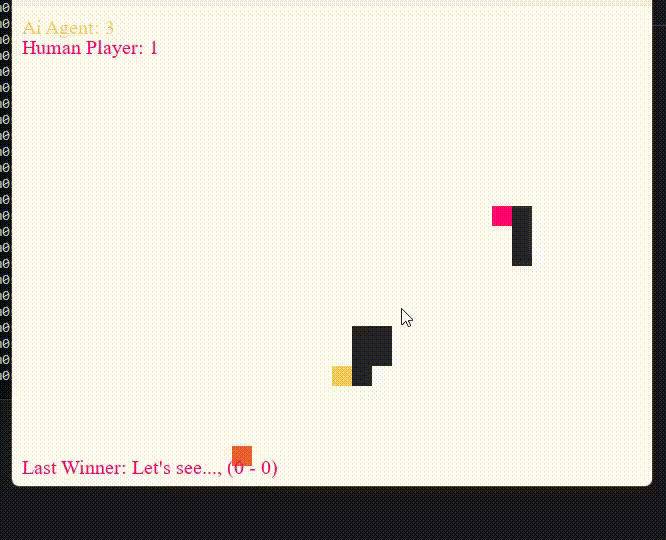 Ai Agent: 3
Human Player: 1
Last Winner: Let's see..., (0 - 0)